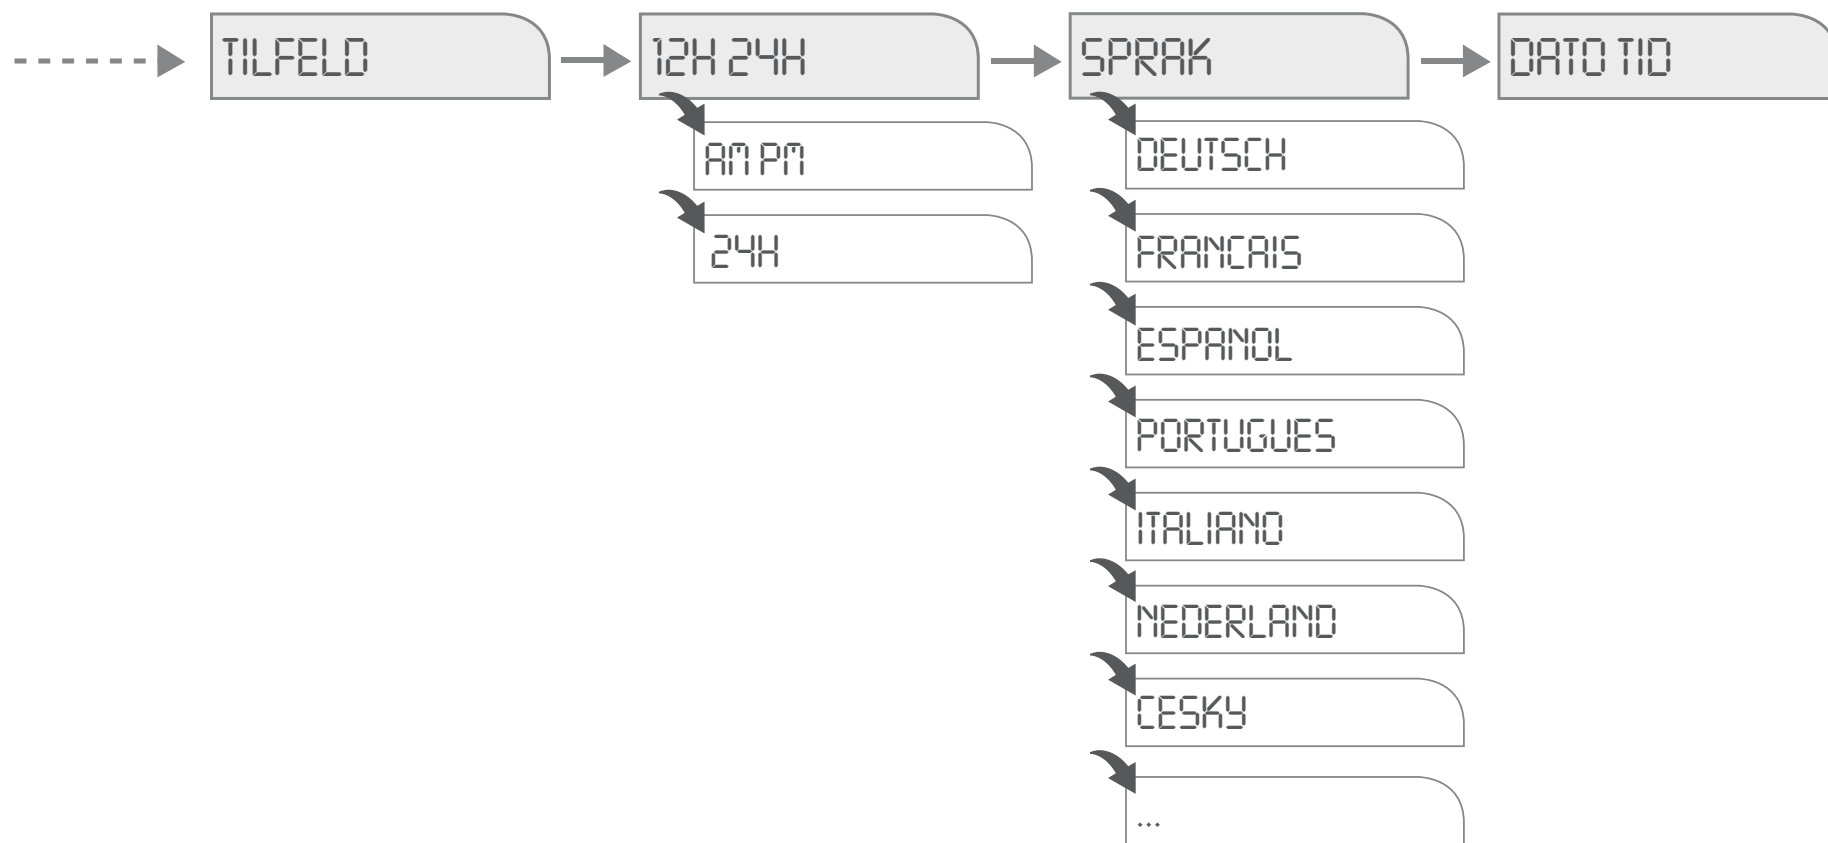 TILFELD
12H 24H
AM PM
24H
SPRAK
DEUTSCH
FRANCAIS
ESPANOL
PORTUGUES
ITALIANO
NEDERLAND
CESKY
...
DATO TID